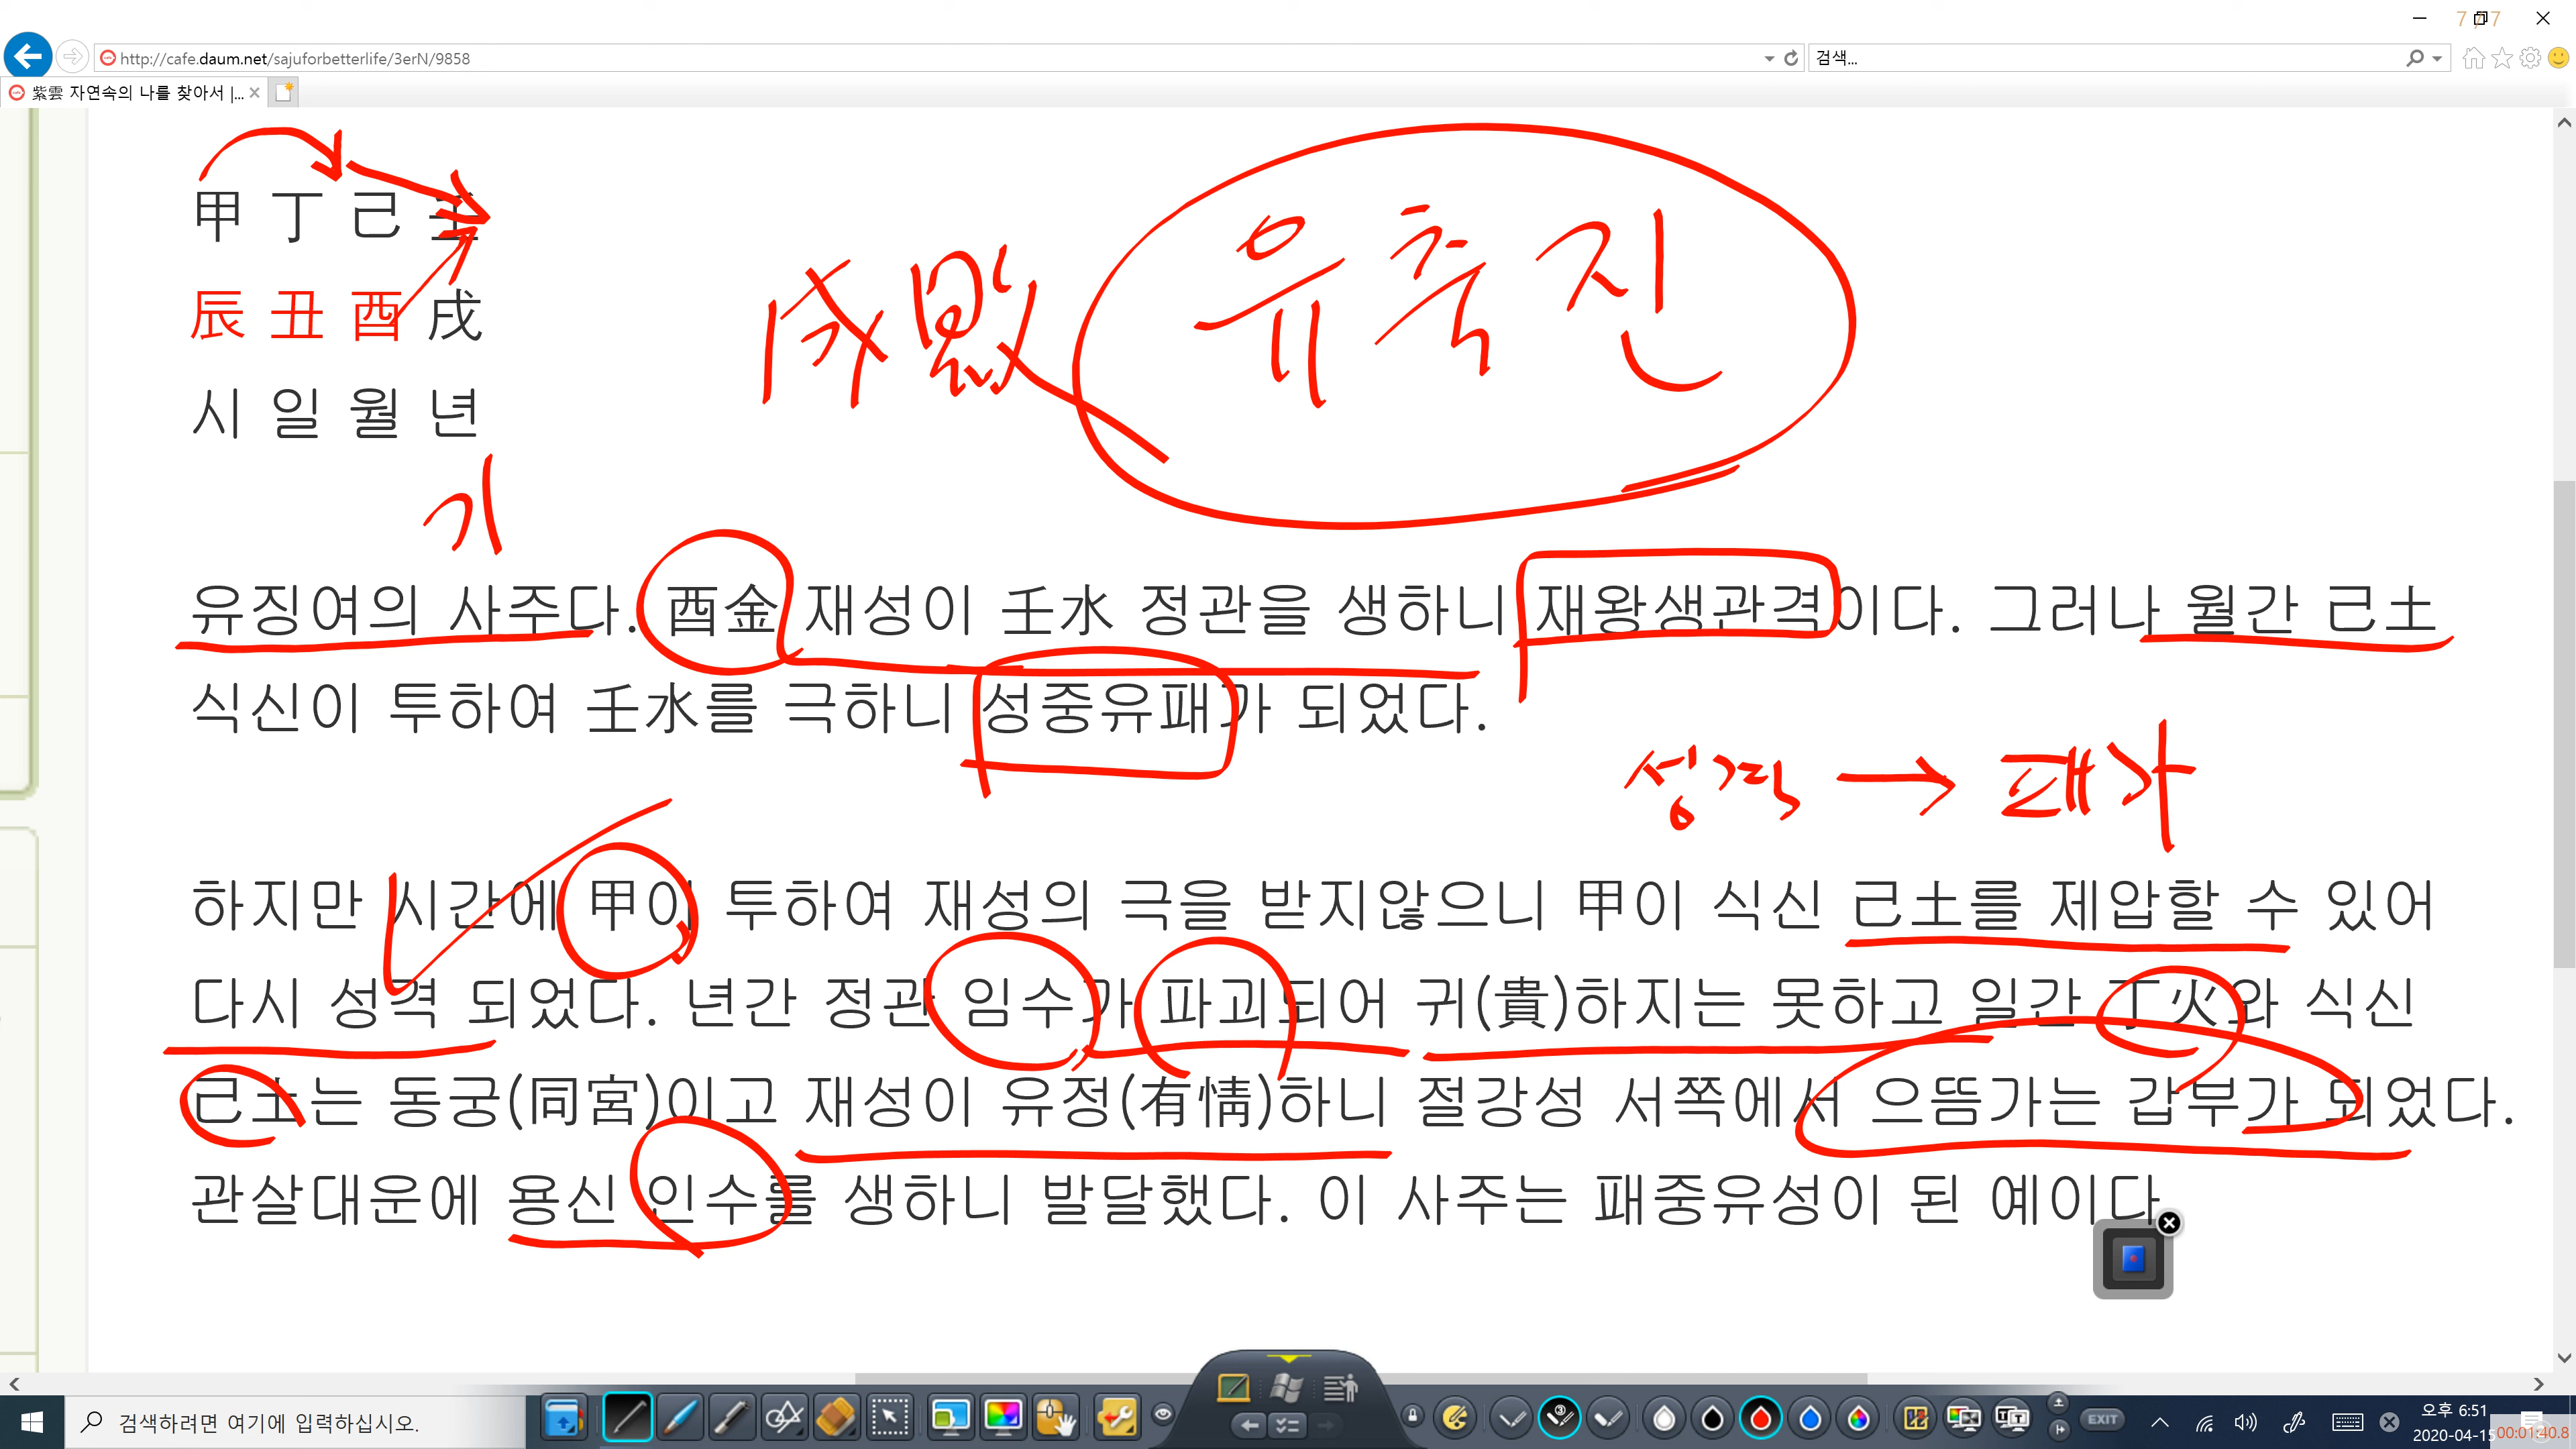 http://cafe.daum.net/sajuforbetterlife/3erN/9858
검색...
紫雲 자연속의 나를 찾아서 |...
甲 丁 己 壬
辰 丑 酉 戌
시 일 월 년
유축진
기
유징여의 사주다. 酉金 재성이 壬水 정관을 생하니 재왕생관격이다. 그러나 월간 己土
식신이 투하여 壬水를 극하니 성중유패가 되었다.
성격 → 패격
하지만 시간에 甲이 투하여 재성의 극을 받지않으니 甲이 식신 己土를 제압할 수 있어
다시 성격 되었다. 년간 정관 임수가 파괴되어 귀(貴)하지는 못하고 일간 丁火와 식신
己土는 동궁(同宮)이고 재성이 유정(有情)하니 절강성 서쪽에서 으뜸가는 갑부가 되었다.
관살대운에 용신 인수를 생하니 발달했다. 이 사주는 패중유성이 된 예이다.
검색하려면 여기에 입력하십시오.
EXIT
오후 6:51
2020-04-15
00:01:40.8